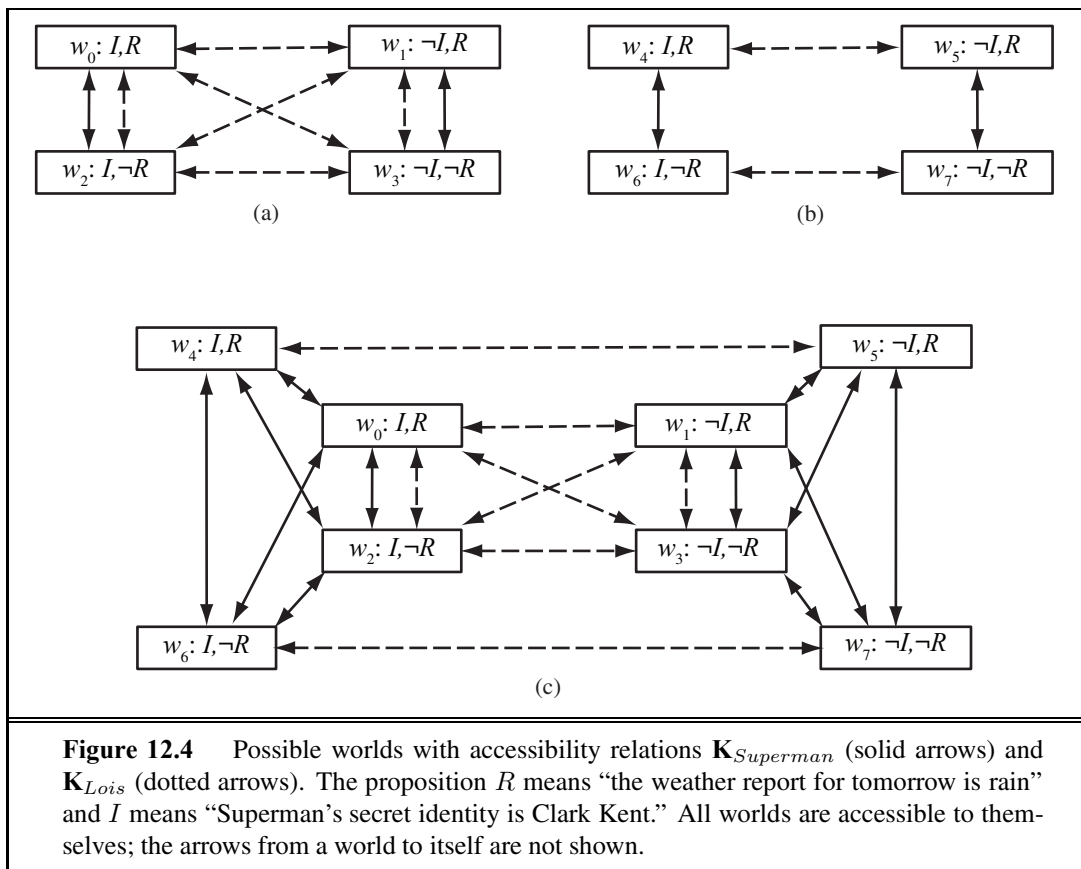 w₀: I,R
w₁: ¬I,R
w₂: I,¬R
w₃: ¬I,¬R
(a)
w₄: I,R
w₅: ¬I,R
w₆: I,¬R
w₇: ¬I,¬R
(b)
w₄: I,R
w₅: ¬I,R
w₀: I,R
w₁: ¬I,R
w₂: I,¬R
w₃: ¬I,¬R
w₆: I,¬R
w₇: ¬I,¬R
(c)
Figure 12.4 Possible worlds with accessibility relations K_Superman (solid arrows) and
K_Lois (dotted arrows). The proposition R means “the weather report for tomorrow is rain”
and I means “Superman’s secret identity is Clark Kent.” All worlds are accessible to them-
selves; the arrows from a world to itself are not shown.